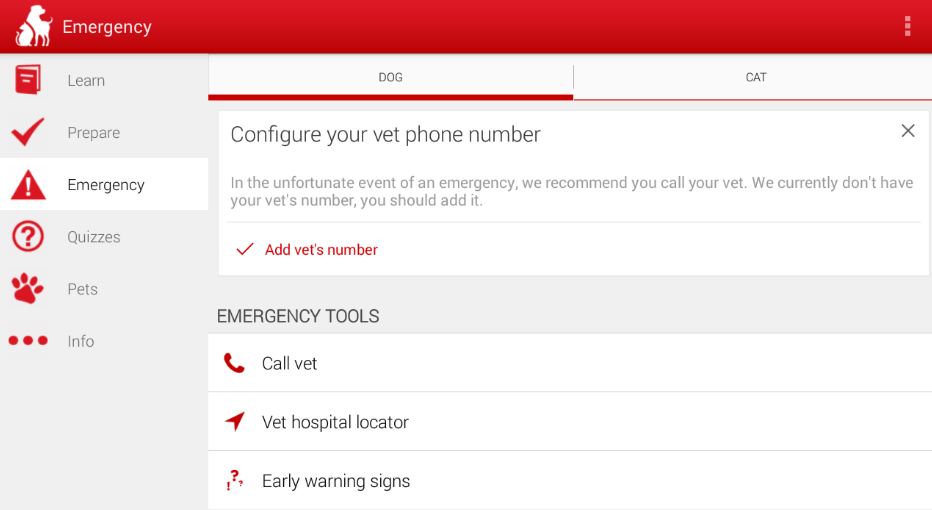 Emergency
Learn
Prepare
Emergency
Quizzes
Pets
Info
DOG
CAT
Configure your vet phone number
In the unfortunate event of an emergency, we recommend you call your vet. We currently don't have
your vet's number, you should add it.
Add vet's number
EMERGENCY TOOLS
Call vet
Vet hospital locator
Early warning signs